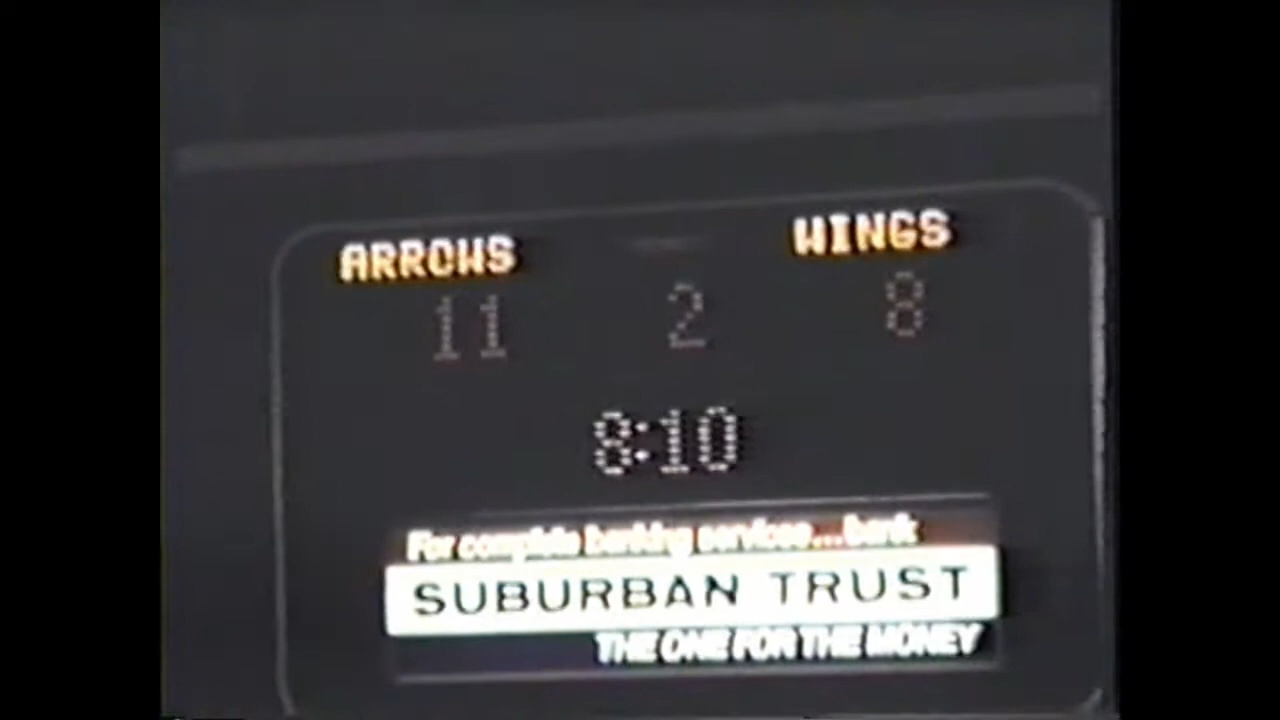 ARROWS WINGS
11 2 8
8:10
For complete banking services...bank
SUBURBAN TRUST
THE ONE FOR THE MONEY